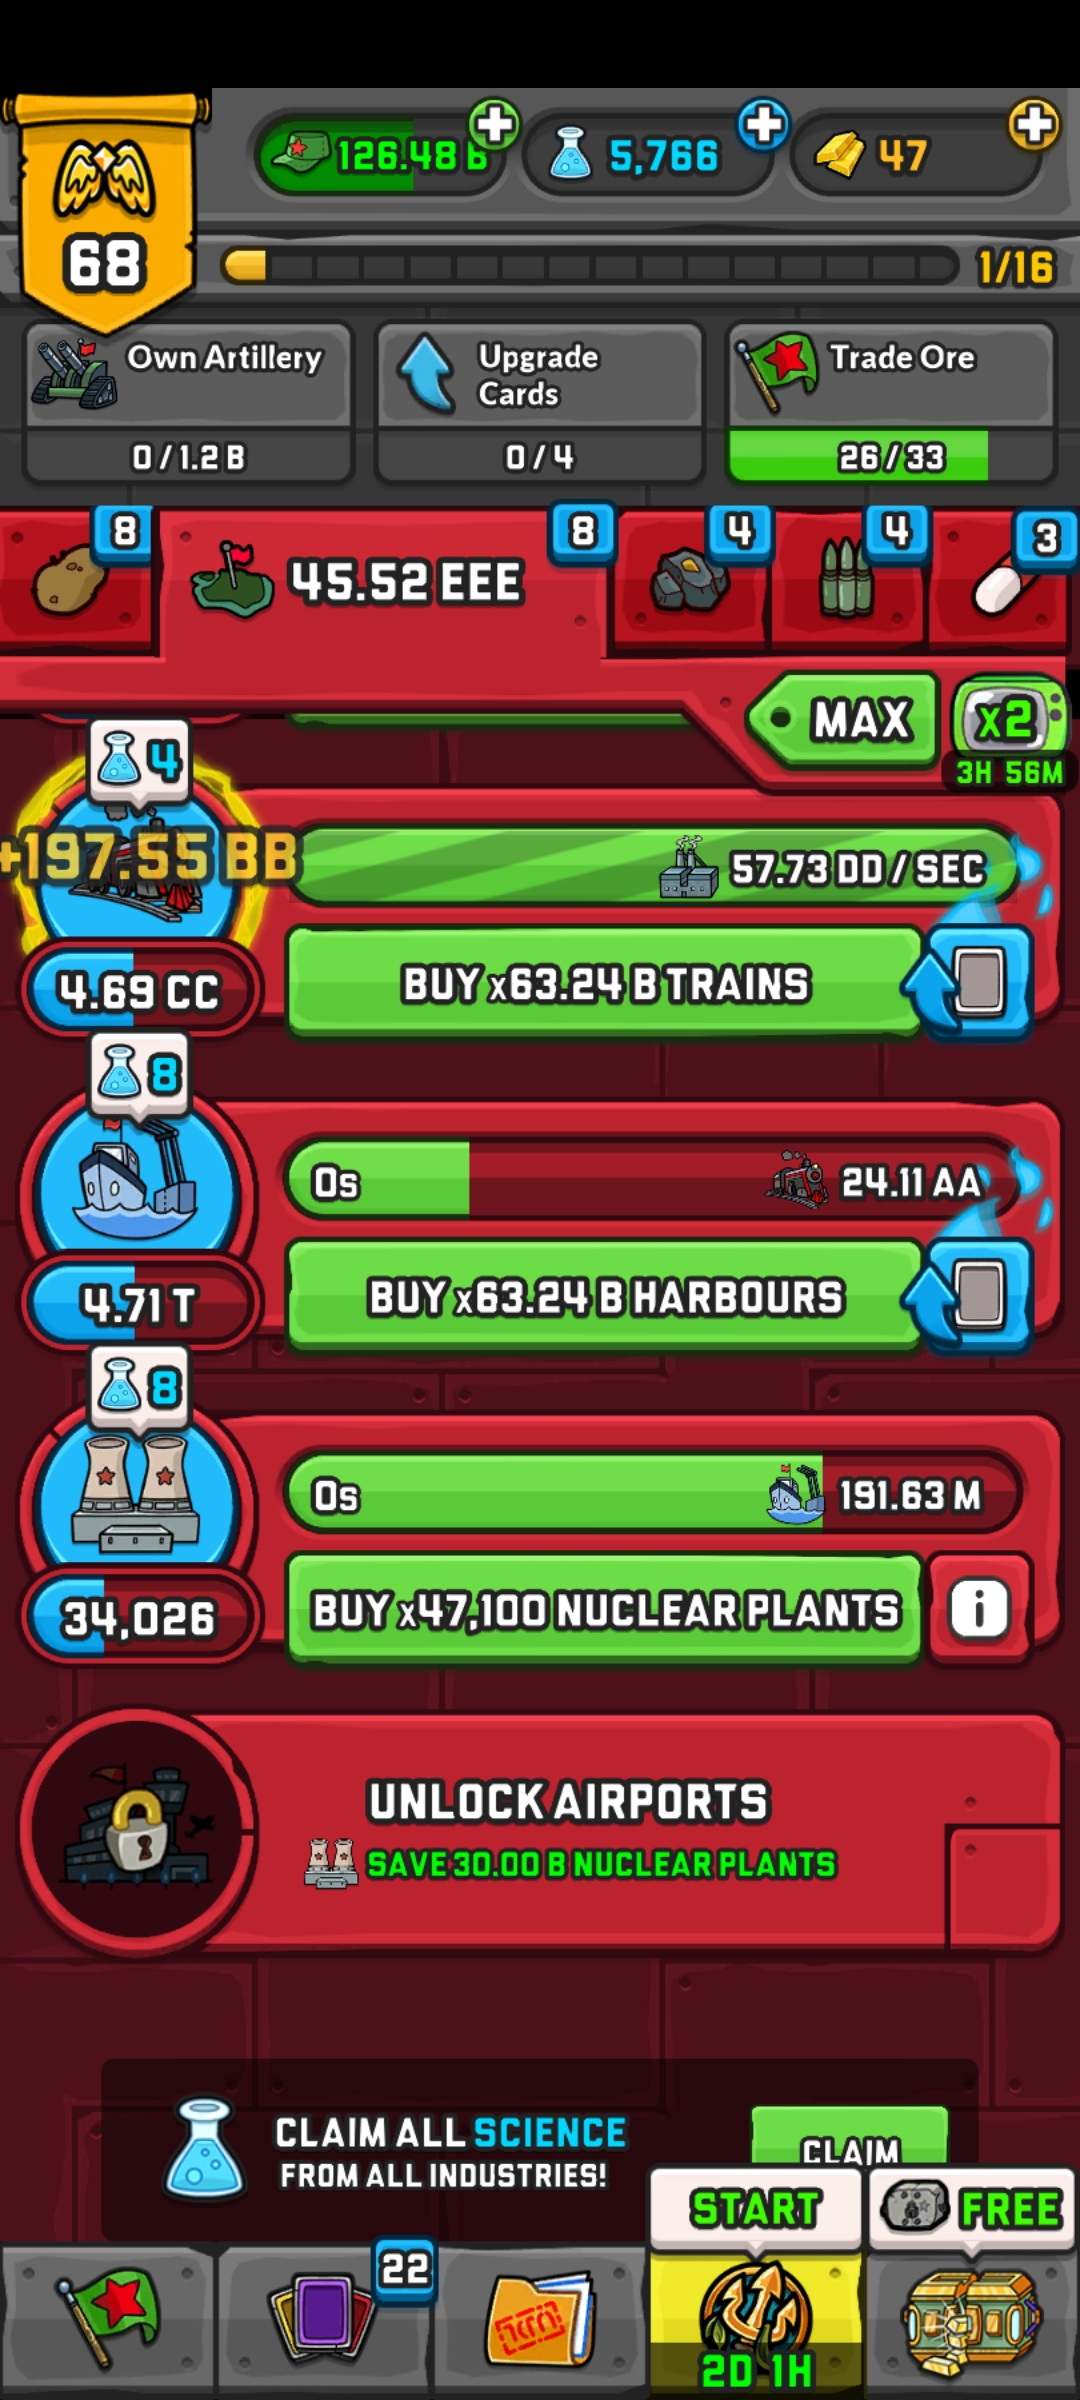 126.48 B
5,766
47
68
1/16
Own Artillery
0/1.2 B
Upgrade
Cards
0/4
Trade Ore
26/33
8
45.52 EEE
8
4
4
3
MAX
x2
3H 56M
4
+197.55 BB
57.73 DD / SEC
4.69 CC
BUY x63.24 B TRAINS
8
0s
24.11 AA
4.71 T
BUY x63.24 B HARBOURS
8
0s
191.63 M
34,026
BUY x47,100 NUCLEAR PLANTS
i
UNLOCK AIRPORTS
SAVE 30.00 B NUCLEAR PLANTS
CLAIM ALL SCIENCE
FROM ALL INDUSTRIES!
CLAIM
START
FREE
22
2D 1H